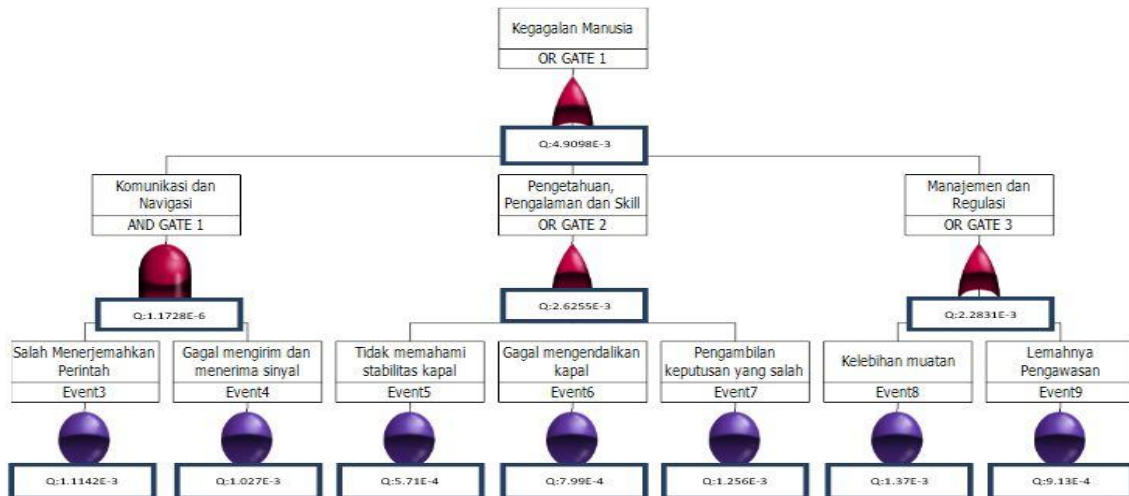 Kegagalan Manusia
OR GATE 1
Q:4.9098E-3
Komunikasi dan
Navigasi
AND GATE 1
Q:1.1728E-6
Pengetahuan,
Pengalaman dan Skill
OR GATE 2
Q:2.6255E-3
Manajemen dan
Regulasi
OR GATE 3
Q:2.2831E-3
Salah Menerjemahkan
Perintah
Event3
Q:1.1142E-3
Gagal mengirim dan
menerima sinyal
Event4
Q:1.027E-3
Tidak memahami
stabilitas kapal
Event5
Q:5.71E-4
Gagal mengendalikan
kapal
Event6
Q:7.99E-4
Pengambilan
keputusan yang salah
Event7
Q:1.256E-3
Kelebihan muatan
Event8
Q:1.37E-3
Lemahnya
Pengawasan
Event9
Q:9.13E-4